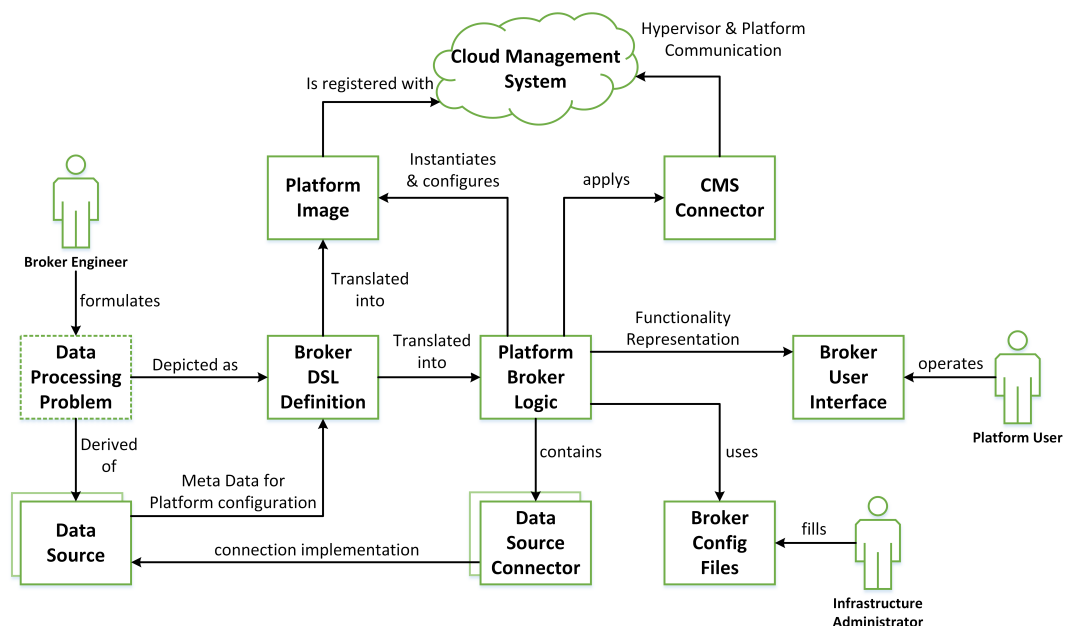 Hypervisor & Platform
Communication
Cloud Management
System
Is registered with
Instantiates
& configures
Platform
Image
applys
CMS
Connector
Broker Engineer
Translated
into
formulates
Functionality
Representation
Data
Processing
Problem
Depicted as
Broker
DSL
Definition
Translated
into
Platform
Broker
Logic
Broker
User
Interface
operates
Platform User
Derived
of
contains
uses
Meta Data for
Platform configuration
Data
Source
connection implementation
Data
Source
Connector
Broker
Config
Files
fills
Infrastructure
Administrator